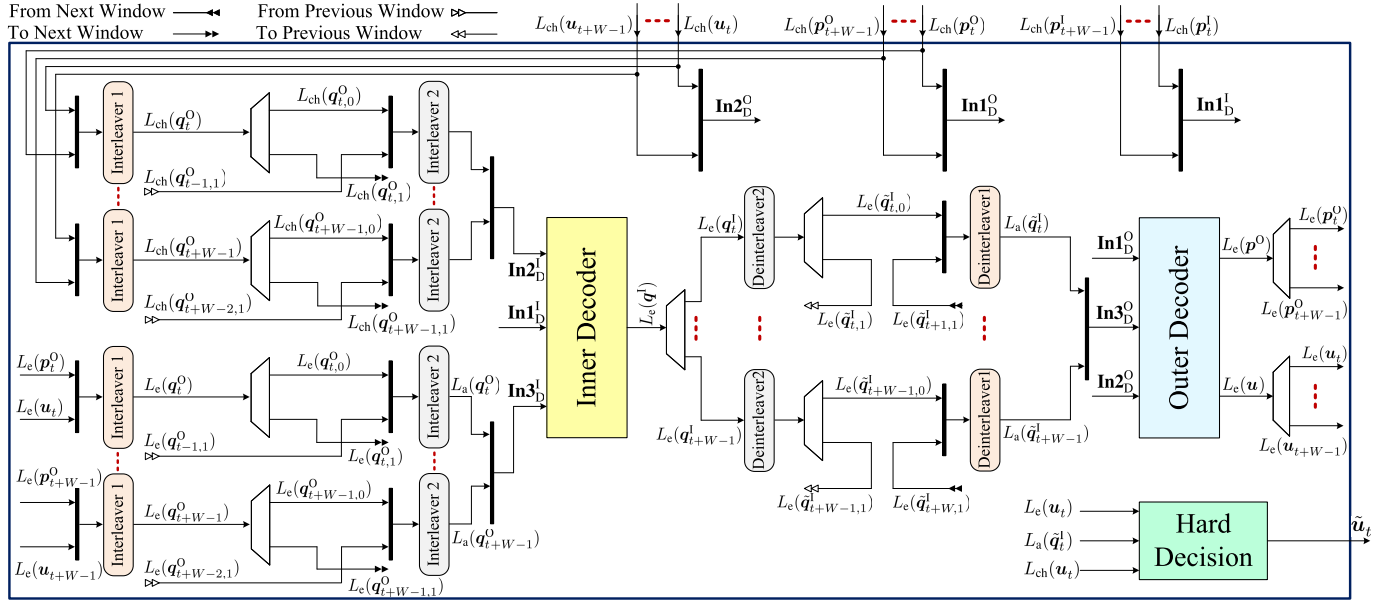 From Next Window
From Previous Window
To Next Window
To Previous Window
L_ch(u_{t+W−1})
L_ch(u_t)
L_ch(p^O_{t+W−1})
L_ch(p^O_t)
L_ch(p^I_{t+W−1})
L_ch(p^I_t)
In2^O_D
In1^O_D
In1^I_D
Interleaver 1
L_ch(q^O_t)
L_ch(q^O_{t,0})
Interleaver 2
L_ch(q^O_{t−1,1})
L_ch(q^O_{t,1})
Interleaver 1
L_ch(q^O_{t+W−1})
L_ch(q^O_{t+W−1,0})
Interleaver 2
L_ch(q^O_{t+W−2,1})
L_ch(q^O_{t+W−1,1})
L_e(p^O_t)
L_e(u_t)
Interleaver 1
L_e(q^O_t)
L_e(q^O_{t,0})
Interleaver 2
L_a(q^O_t)
L_e(q^O_{t−1,1})
L_e(q^O_{t,1})
L_e(p^O_{t+W−1})
L_e(u_{t+W−1})
Interleaver 1
L_e(q^O_{t+W−1})
L_e(q^O_{t+W−1,0})
Interleaver 2
L_a(q^O_{t+W−1})
L_e(q^O_{t+W−2,1})
L_e(q^O_{t+W−1,1})
In2^I_D
In1^I_D
In3^I_D
Inner Decoder
L_e(q^I)
L_e(q^I_t)
Deinterleaver2
L_e(q̃^I_{t,0})
Deinterleaver1
L_a(q̃^I_t)
L_e(q̃^I_{t,1})
L_e(q̃^I_{t+1,1})
L_e(q^I_{t+W−1})
Deinterleaver2
L_e(q̃^I_{t+W−1,0})
Deinterleaver1
L_a(q̃^I_{t+W−1})
L_e(q̃^I_{t+W−1,1})
L_e(q̃^I_{t+W,1})
In1^O_D
In3^O_D
In2^O_D
Outer Decoder
L_e(p^O)
L_e(p^O_t)
L_e(p^O_{t+W−1})
L_e(u)
L_e(u_t)
L_e(u_{t+W−1})
L_e(u_t)
L_a(q̃^I_t)
L_ch(u_t)
Hard
Decision
ũ_t